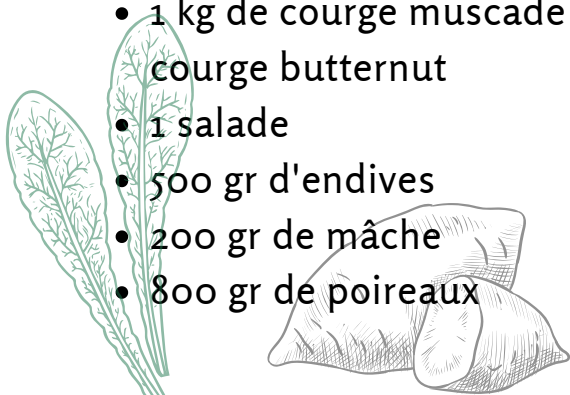 • 1 kg de courge muscade
courge butternut
• 1 salade
• 500 gr d'endives
• 200 gr de mâche
• 800 gr de poireaux